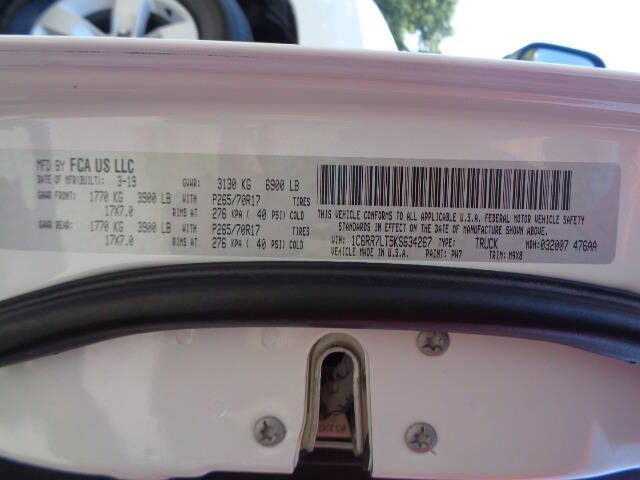 MFD BY FCA US LLC
DATE OF MFR(BUILT): 3-19 GVWR: 3130 KG 6900 LB
GAWR FRONT: 1770 KG 3900 LB WITH P265/70R17 TIRES
17X7.0 RIMS AT 276 KPA ( 40 PSI) COLD
GAWR REAR: 1770 KG 3900 LB WITH P265/70R17 TIRES
17X7.0 RIMS AT 276 KPA ( 40 PSI) COLD
THIS VEHICLE CONFORMS TO ALL APPLICABLE U.S.A. FEDERAL MOTOR VEHICLE SAFETY
STANDARDS IN EFFECT ON THE DATE OF MANUFACTURE SHOWN ABOVE.
VIN: 1C6RR7LT5KS634267 TYPE: TRUCK MDH: 032007 476AA
VEHICLE MADE IN U.S.A. PAINT: PW7 TRIM: M9X8